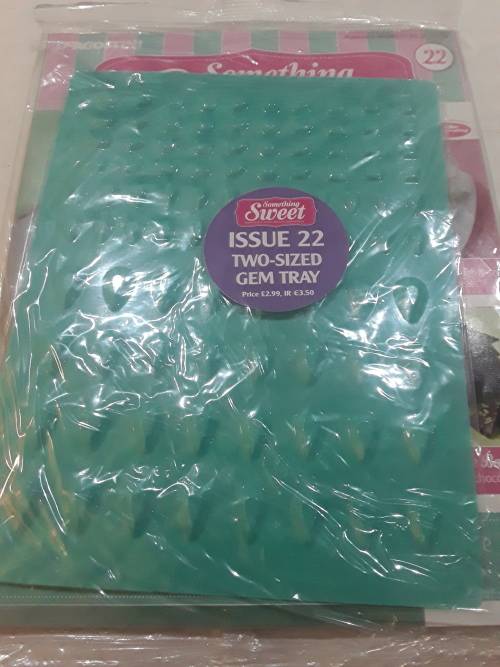 Something
22
Something
Sweet
ISSUE 22
TWO-SIZED
GEM TRAY
Price £2.99, IR €3.50